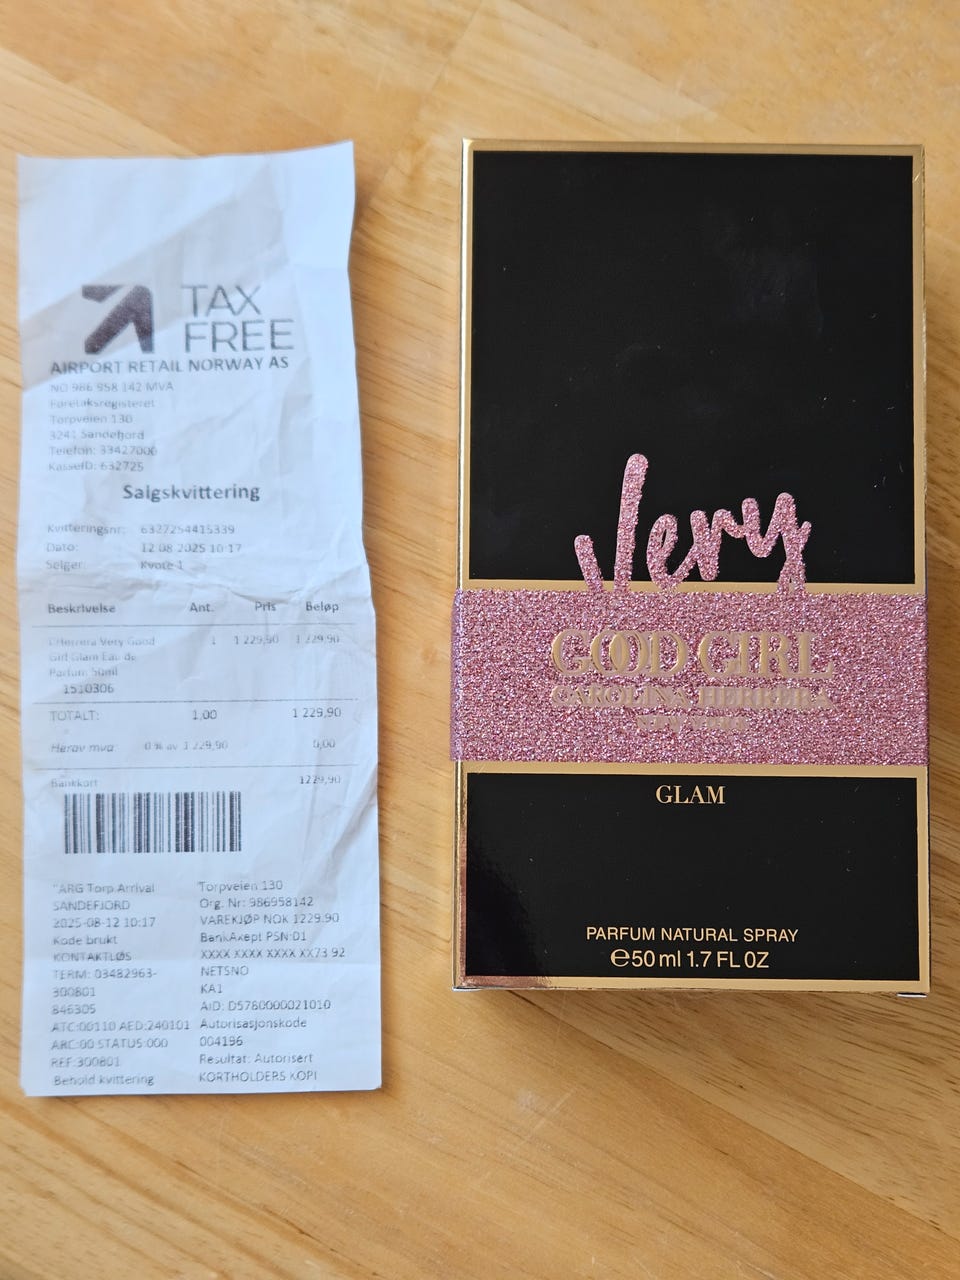 TAX
FREE
AIRPORT RETAIL NORWAY AS
NO 986 958 142 MVA
Føretaksregisteret
Torpveien 130
3241 Sandefjord
Telefon: 33427000
KasseID: 632725
Salgskvittering
Kvitteringsnr: 6327254415339
Dato: 12.08.2025 10:17
Selger: Kvote 1
Beskrivelse Ant. Pris Beløp
CHerrera Very Good 1 1 229,90 1 229,90
Girl Glam Eau de
Parfum 50ml
1510306
TOTALT: 1,00 1 229,90
Herav mva 0 % av 1 229,90 0,00
Bankkort 1229,90
"ARG Torp Arrival Torpveien 130
SANDEFJORD Org. Nr: 986958142
2025-08-12 10:17 VAREKJØP NOK 1229.90
Kode brukt BankAxept PSN:01
KONTAKTLØS XXXX XXXX XXXX XX73 92
TERM: 03482963- NETSNO
300801 KA1
846305 AID: D5780000021010
ATC:00110 AED:240101 Autorisasjonskode
ARC:00 STATUS:000 004196
REF:300801 Resultat: Autorisert
Behold kvittering KORTHOLDERS KOPI
Very
GOOD GIRL
CAROLINA HERRERA
NEW YORK
GLAM
PARFUM NATURAL SPRAY
℮50 ml 1.7 FL OZ